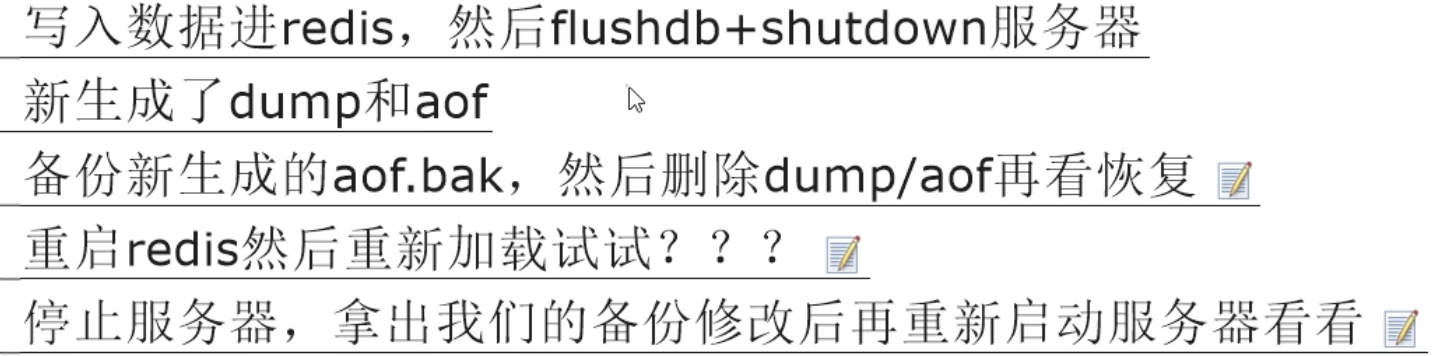 写入数据进redis，然后flushdb+shutdown服务器
新生成了dump和aof
备份新生成的aof.bak，然后删除dump/aof再看恢复
重启redis然后重新加载试试？？？
停止服务器，拿出我们的备份修改后再重新启动服务器看看